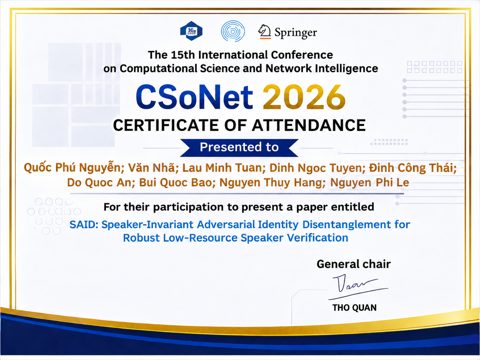 Springer
The 15th International Conference
on Computational Science and Network Intelligence
CSoNet 2026
CERTIFICATE OF ATTENDANCE
Presented to
Quốc Phú Nguyễn; Văn Nhã; Lau Minh Tuan; Dinh Ngoc Tuyen; Đinh Công Thái;
Do Quoc An; Bui Quoc Bao; Nguyen Thuy Hang; Nguyen Phi Le
For their participation to present a paper entitled
SAID: Speaker-Invariant Adversarial Identity Disentanglement for
Robust Low-Resource Speaker Verification
General chair
THO QUAN